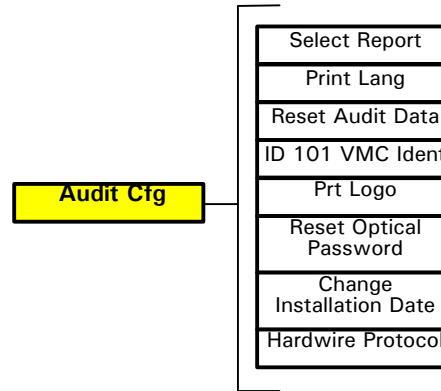 Select Report
Print Lang
Reset Audit Data
ID 101 VMC Ident
Audit Cfg
Prt Logo
Reset Optical
Password
Change
Installation Date
Hardwire Protocol